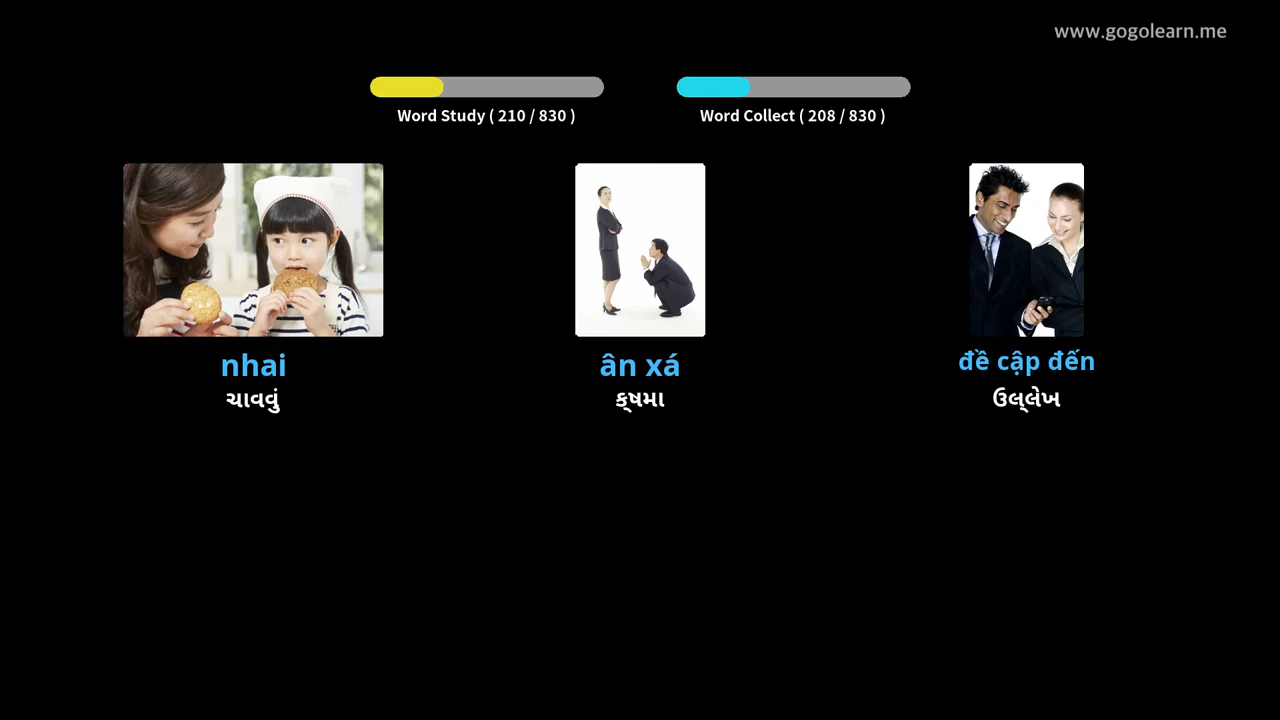 www.gogolearn.me
Word Study ( 210 / 830 )
Word Collect ( 208 / 830 )
nhai
ân xá
đề cập đến
ચાવવું
ક્ષમા
ઉલ્લેખ